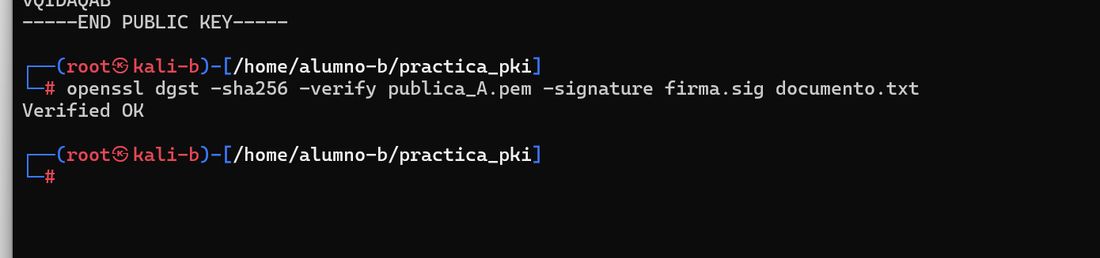 VQIDAQAB
-----END PUBLIC KEY-----
┌──(root㉿kali-b)-[/home/alumno-b/practica_pki]
└─# openssl dgst -sha256 -verify publica_A.pem -signature firma.sig documento.txt
Verified OK
┌──(root㉿kali-b)-[/home/alumno-b/practica_pki]
└─#